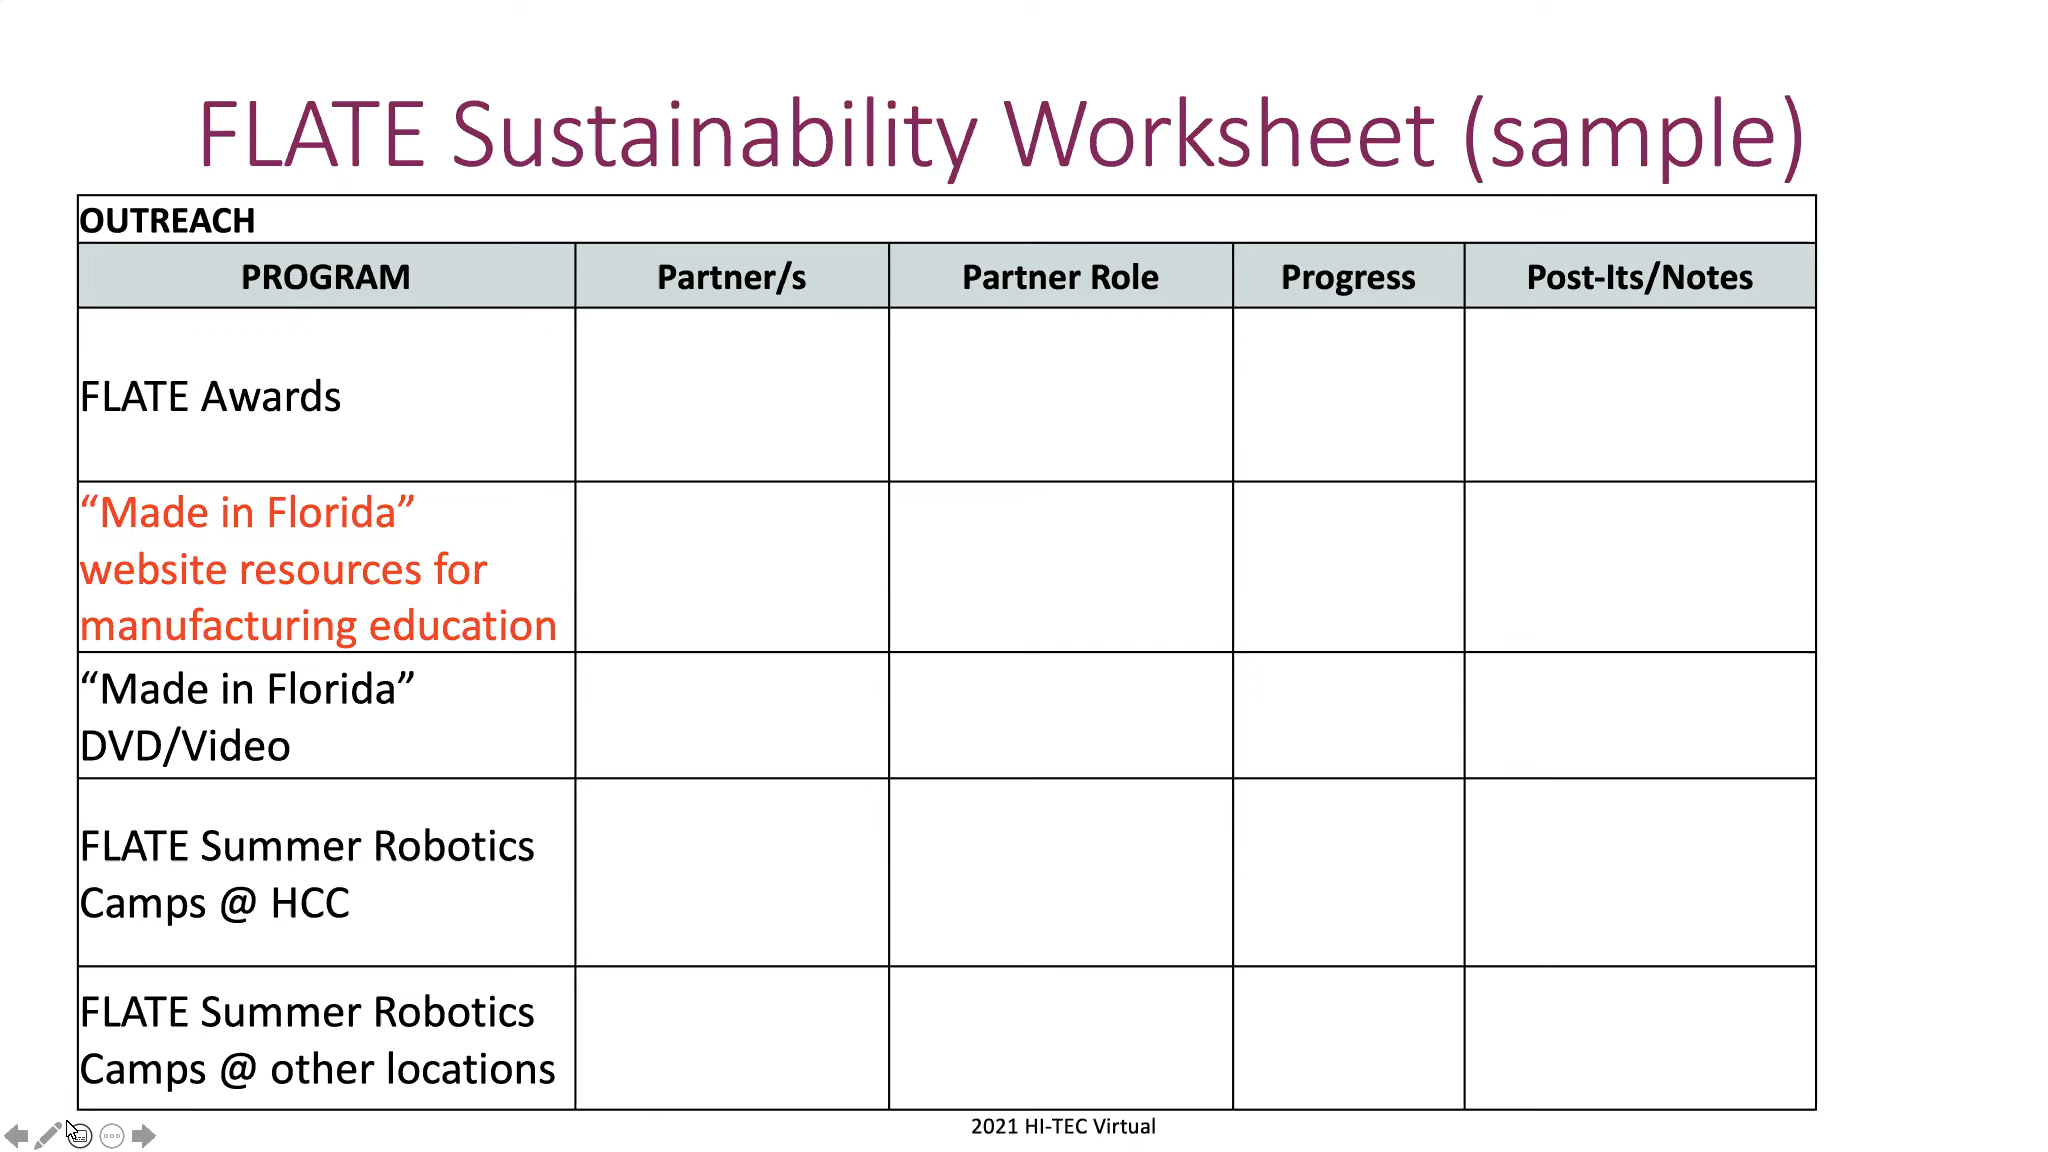 FLATE Sustainability Worksheet (sample)
OUTREACH
PROGRAM Partner/s Partner Role Progress Post-Its/Notes
FLATE Awards
“Made in Florida”
website resources for
manufacturing education
“Made in Florida”
DVD/Video
FLATE Summer Robotics
Camps @ HCC
FLATE Summer Robotics
Camps @ other locations
2021 HI-TEC Virtual